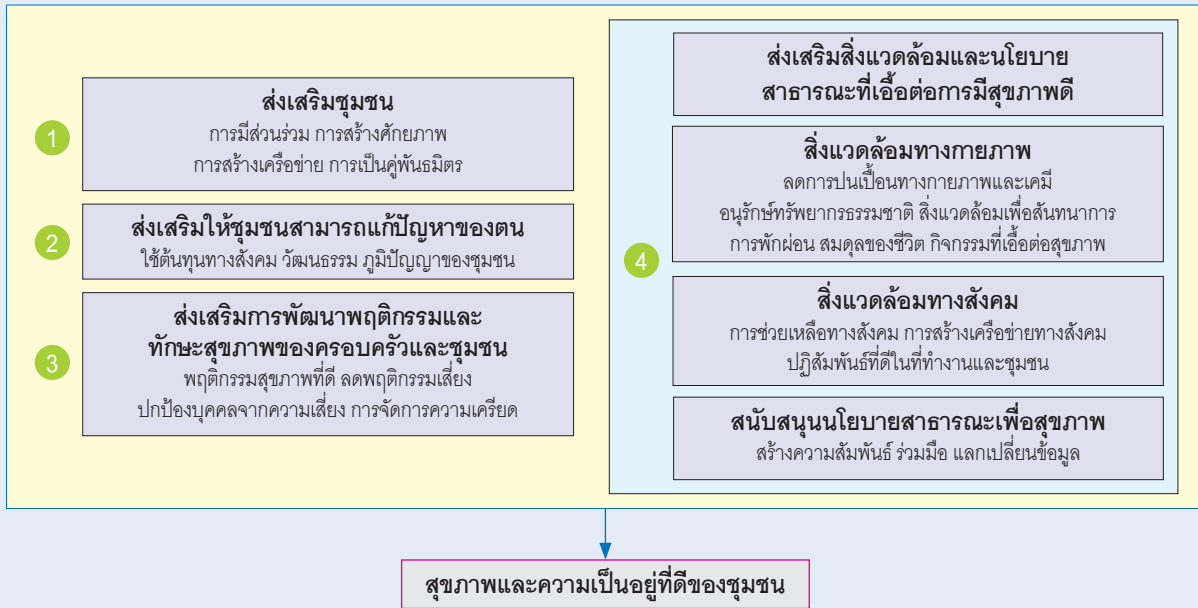 1
ส่งเสริมชุมชน
การมีส่วนร่วม การสร้างศักยภาพ
การสร้างเครือข่าย การเป็นคู่พันธมิตร
2
ส่งเสริมให้ชุมชนสามารถแก้ปัญหาของตน
ใช้ต้นทุนทางสังคม วัฒนธรรม ภูมิปัญญาของชุมชน
3
ส่งเสริมการพัฒนาพฤติกรรมและ
ทักษะสุขภาพของครอบครัวและชุมชน
พฤติกรรมสุขภาพที่ดี ลดพฤติกรรมเสี่ยง
ปกป้องบุคคลจากความเสี่ยง การจัดการความเครียด
4
ส่งเสริมสิ่งแวดล้อมและนโยบาย
สาธารณะที่เอื้อต่อการมีสุขภาพดี
สิ่งแวดล้อมทางกายภาพ
ลดการปนเปื้อนทางกายภาพและเคมี
อนุรักษ์ทรัพยากรธรรมชาติ สิ่งแวดล้อมเพื่อสันทนาการ
การพักผ่อน สมดุลของชีวิต กิจกรรมที่เอื้อต่อสุขภาพ
สิ่งแวดล้อมทางสังคม
การช่วยเหลือทางสังคม การสร้างเครือข่ายทางสังคม
ปฏิสัมพันธ์ที่ดีในที่ทำงานและชุมชน
สนับสนุนนโยบายสาธารณะเพื่อสุขภาพ
สร้างความสัมพันธ์ ร่วมมือ แลกเปลี่ยนข้อมูล
สุขภาพและความเป็นอยู่ที่ดีของชุมชน